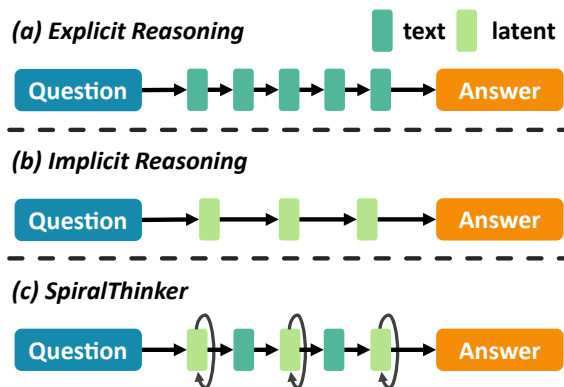 (a) Explicit Reasoning
text
latent
Question
Answer
(b) Implicit Reasoning
Question
Answer
(c) SpiralThinker
Question
Answer